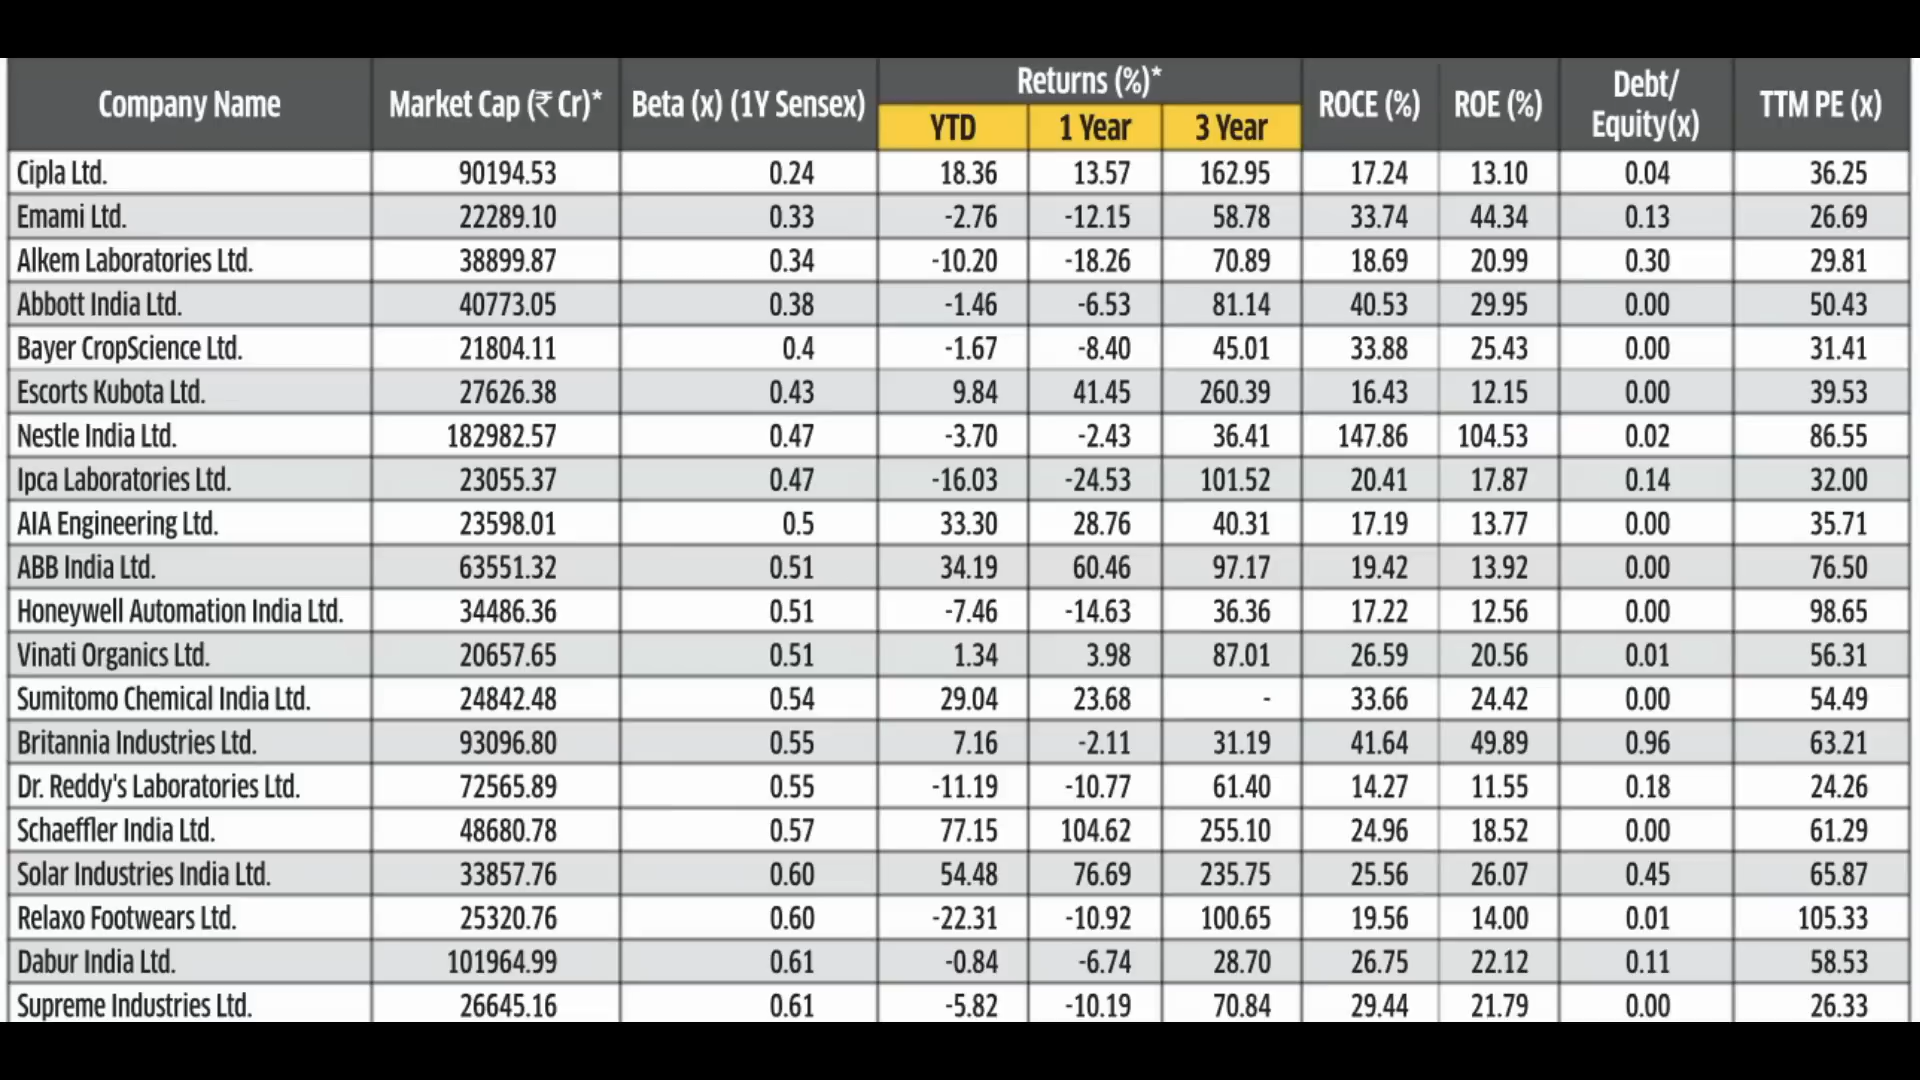 Company Name Market Cap (₹ Cr)* Beta (x) (1Y Sensex) Returns (%)* YTD 1 Year 3 Year ROCE (%) ROE (%) Debt/ Equity(x) TTM PE (x)
Cipla Ltd. 90194.53 0.24 18.36 13.57 162.95 17.24 13.10 0.04 36.25
Emami Ltd. 22289.10 0.33 -2.76 -12.15 58.78 33.74 44.34 0.13 26.69
Alkem Laboratories Ltd. 38899.87 0.34 -10.20 -18.26 70.89 18.69 20.99 0.30 29.81
Abbott India Ltd. 40773.05 0.38 -1.46 -6.53 81.14 40.53 29.95 0.00 50.43
Bayer CropScience Ltd. 21804.11 0.4 -1.67 -8.40 45.01 33.88 25.43 0.00 31.41
Escorts Kubota Ltd. 27626.38 0.43 9.84 41.45 260.39 16.43 12.15 0.00 39.53
Nestle India Ltd. 182982.57 0.47 -3.70 -2.43 36.41 147.86 104.53 0.02 86.55
Ipca Laboratories Ltd. 23055.37 0.47 -16.03 -24.53 101.52 20.41 17.87 0.14 32.00
AIA Engineering Ltd. 23598.01 0.5 33.30 28.76 40.31 17.19 13.77 0.00 35.71
ABB India Ltd. 63551.32 0.51 34.19 60.46 97.17 19.42 13.92 0.00 76.50
Honeywell Automation India Ltd. 34486.36 0.51 -7.46 -14.63 36.36 17.22 12.56 0.00 98.65
Vinati Organics Ltd. 20657.65 0.51 1.34 3.98 87.01 26.59 20.56 0.01 56.31
Sumitomo Chemical India Ltd. 24842.48 0.54 29.04 23.68 - 33.66 24.42 0.00 54.49
Britannia Industries Ltd. 93096.80 0.55 7.16 -2.11 31.19 41.64 49.89 0.96 63.21
Dr. Reddy's Laboratories Ltd. 72565.89 0.55 -11.19 -10.77 61.40 14.27 11.55 0.18 24.26
Schaeffler India Ltd. 48680.78 0.57 77.15 104.62 255.10 24.96 18.52 0.00 61.29
Solar Industries India Ltd. 33857.76 0.60 54.48 76.69 235.75 25.56 26.07 0.45 65.87
Relaxo Footwears Ltd. 25320.76 0.60 -22.31 -10.92 100.65 19.56 14.00 0.01 105.33
Dabur India Ltd. 101964.99 0.61 -0.84 -6.74 28.70 26.75 22.12 0.11 58.53
Supreme Industries Ltd. 26645.16 0.61 -5.82 -10.19 70.84 29.44 21.79 0.00 26.33